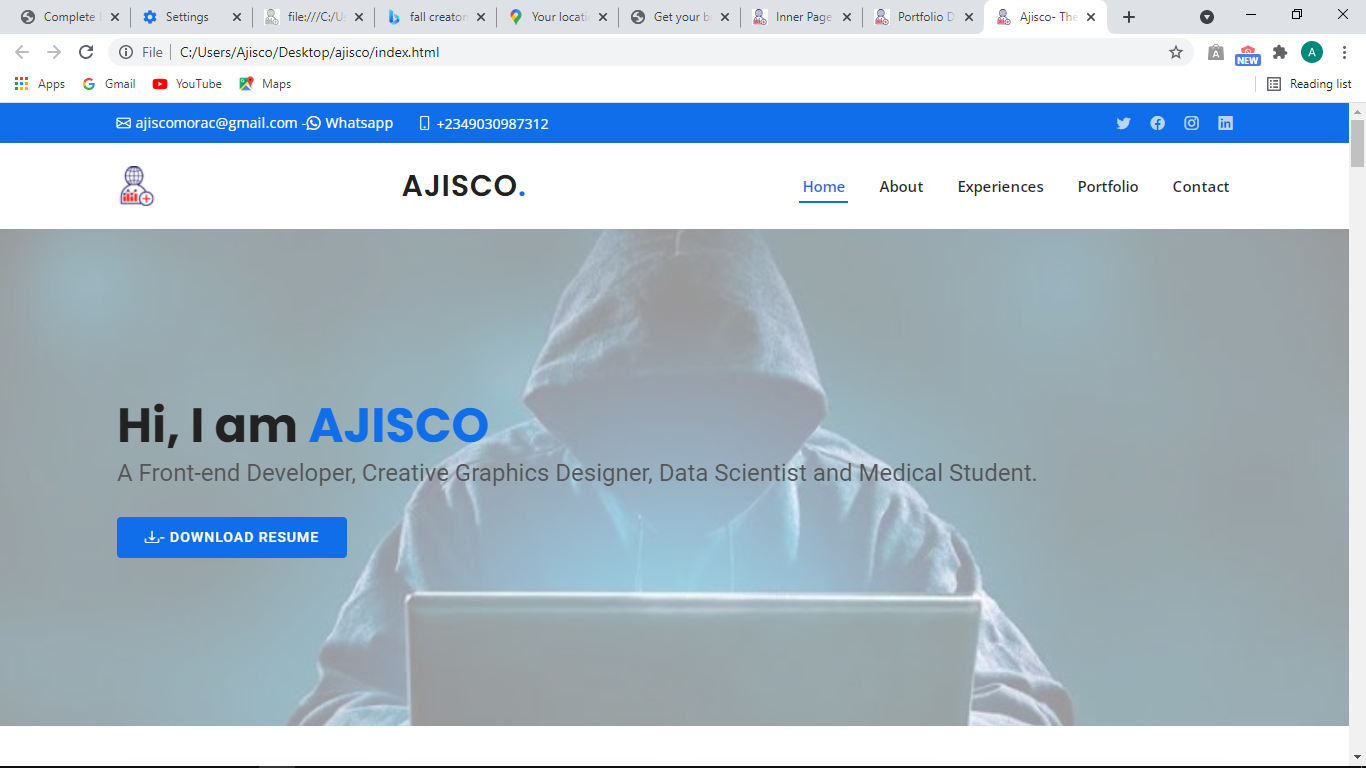 Complete
Settings
file:///C:/Us
fall creator
Your locati
Get your b
Inner Page
Portfolio D
Ajisco- The
File
C:/Users/Ajisco/Desktop/ajisco/index.html
A
NEW
A
Apps
Gmail
YouTube
Maps
Reading list
ajiscomorac@gmail.com - Whatsapp
+2349030987312
AJISCO.
Home
About
Experiences
Portfolio
Contact
Hi, I am AJISCO
A Front-end Developer, Creative Graphics Designer, Data Scientist and Medical Student.
- DOWNLOAD RESUME